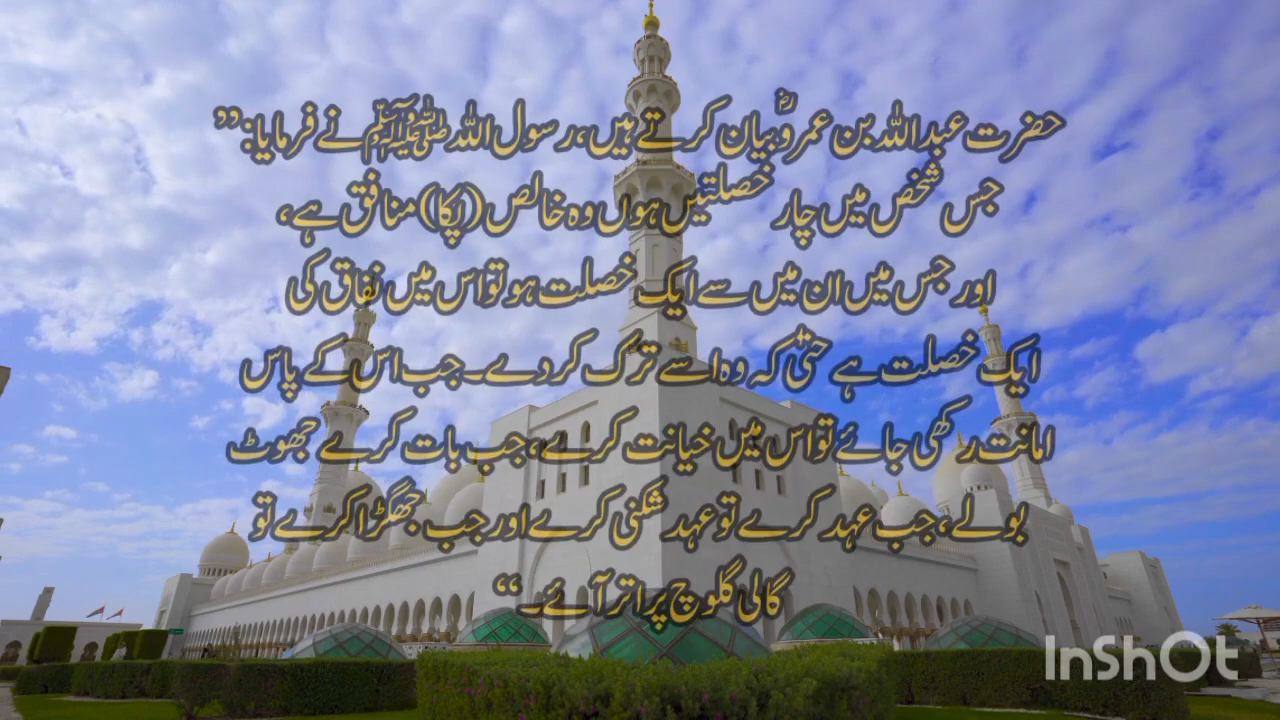 حضرت عبداللہ بن عمروؓ بیان کرتے ہیں، رسول اللہ ﷺ نے فرمایا: ”
جس شخص میں چار خصلتیں ہوں وہ خالص (پکا) منافق ہے،
اور جس میں ان میں سے ایک خصلت ہو تو اس میں نفاق کی
ایک خصلت ہے حتیٰ کہ وہ اسے ترک کر دے۔ جب اس کے پاس
امانت رکھی جائے تو اس میں خیانت کرے، جب بات کرے جھوٹ
بولے، جب عہد کرے تو عہد شکنی کرے اور جب جھگڑا کرے تو
گالی گلوچ پر اتر آئے۔“
InShOt